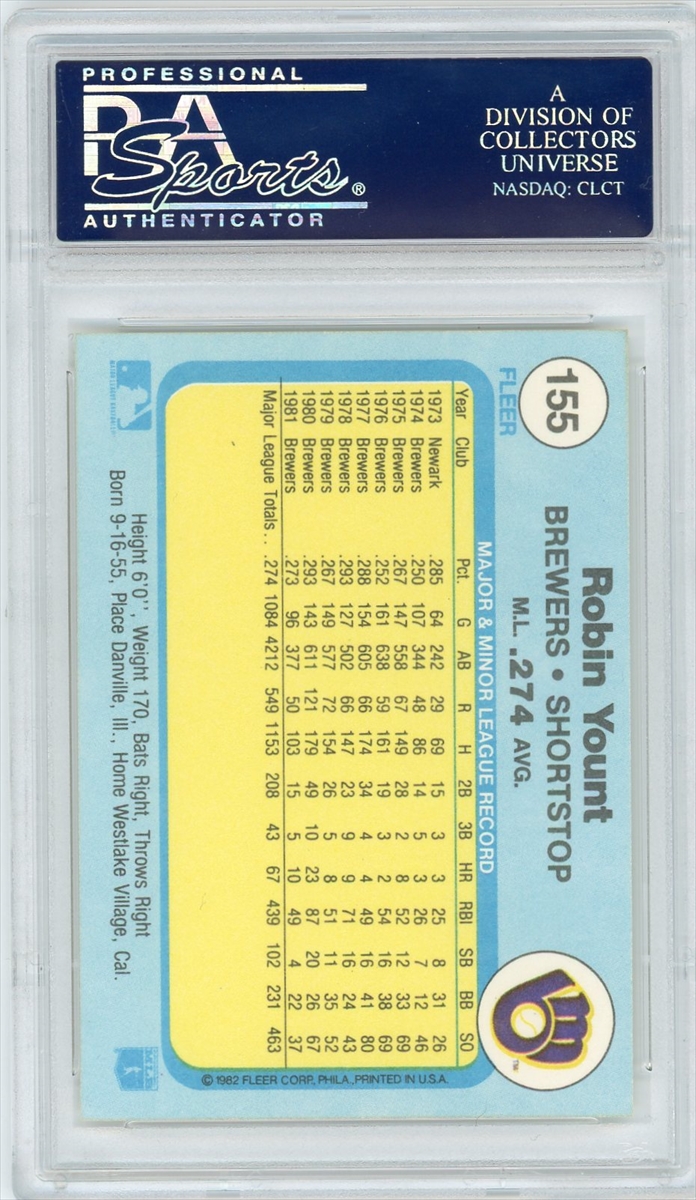 PROFESSIONAL
PSA
Sports®
AUTHENTICATOR
A
DIVISION OF
COLLECTORS
UNIVERSE
NASDAQ: CLCT
155
FLEER
Robin Yount
BREWERS • SHORTSTOP
M.L. .274 AVG.
TM
MAJOR & MINOR LEAGUE RECORD
Year Club Pct. G AB R H 2B 3B HR RBI SB BB SO
1973 Newark .285 64 242 29 69 15 3 3 25 8 31 26
1974 Brewers .250 107 344 48 86 14 5 3 26 7 12 46
1975 Brewers .267 147 558 67 149 28 2 8 52 12 33 69
1976 Brewers .252 161 638 59 161 19 3 2 54 16 38 69
1977 Brewers .288 154 605 66 174 34 4 4 49 16 41 80
1978 Brewers .293 127 502 66 147 23 9 9 71 16 24 43
1979 Brewers .267 149 577 72 154 26 5 8 51 11 35 52
1980 Brewers .293 143 611 121 179 49 10 23 87 20 26 67
1981 Brewers .273 96 377 50 103 15 5 10 49 4 22 37
Major League Totals . . .274 1084 4212 549 1153 208 43 67 439 102 231 463
© 1982 FLEER CORP., PHILA., PRINTED IN U.S.A.
Height 6'0", Weight 170, Bats Right, Throws Right
Born 9-16-55, Place Danville, Ill., Home Westlake Village, Cal.